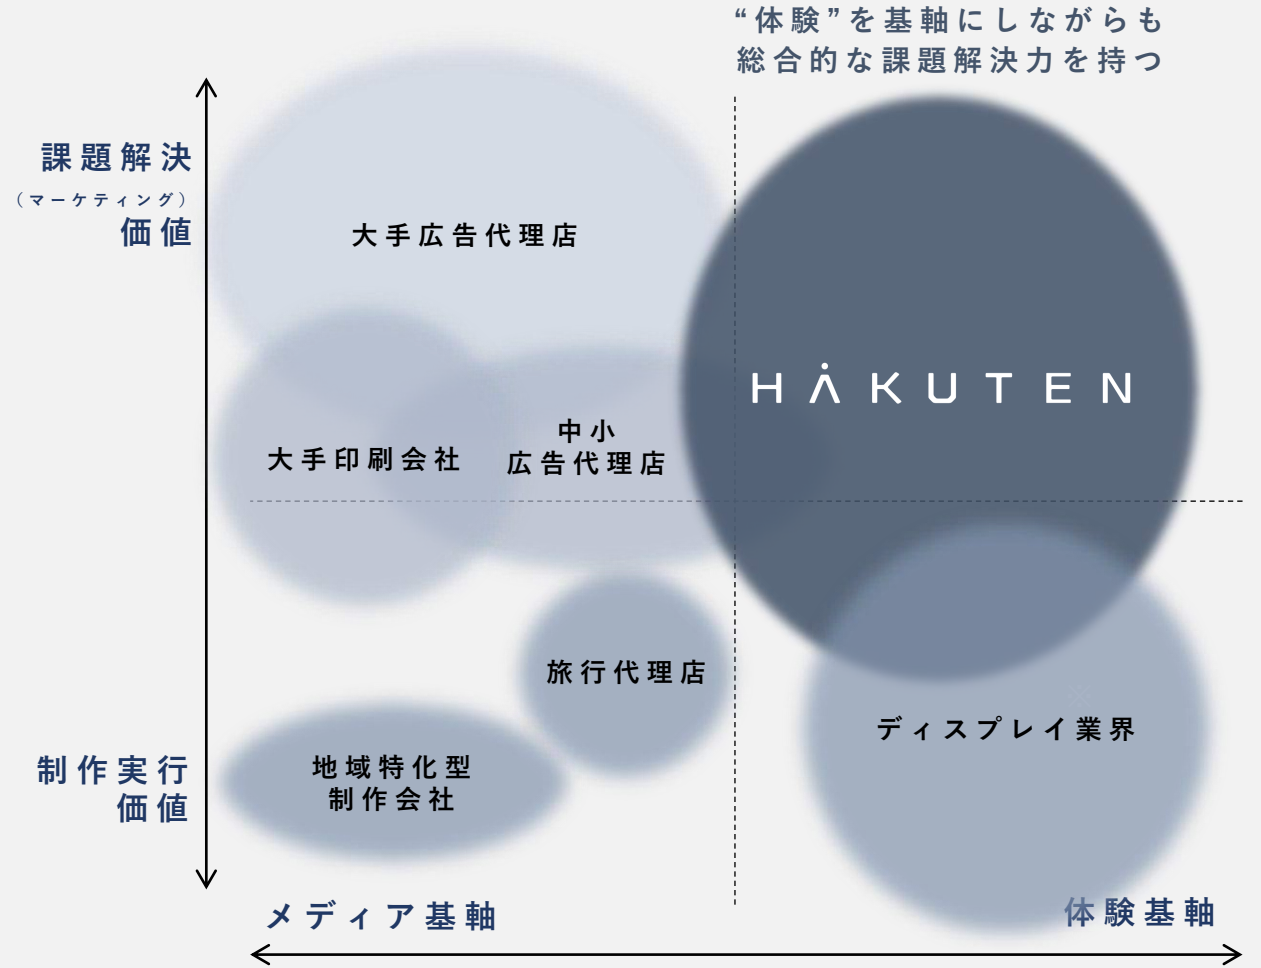 “体験”を基軸にしながらも
総合的な課題解決力を持つ
課題解決
（マーケティング）
価値
大手広告代理店
HAKUTEN
中小
広告代理店
大手印刷会社
旅行代理店
ディスプレイ業界
地域特化型
制作会社
制作実行
価値
メディア基軸
体験基軸